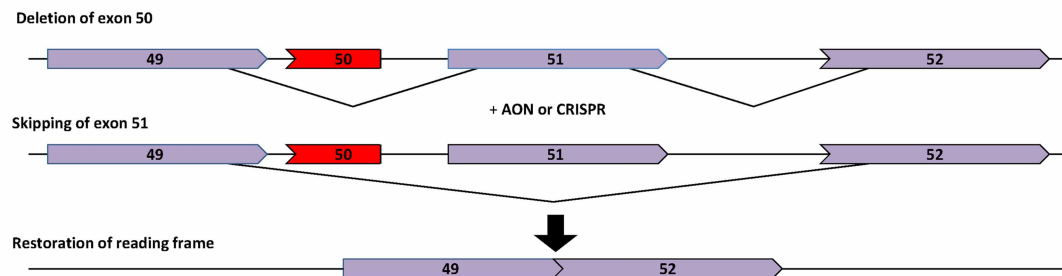 Deletion of exon 50
49 50 51 52
+ AON or CRISPR
Skipping of exon 51
49 50 51 52
Restoration of reading frame
49 52